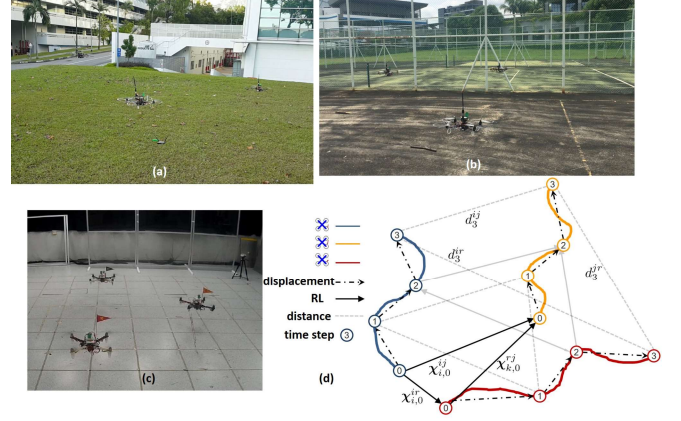 (a)
(b)
(c)
displacement
RL
distance
time step 3
(d)
3
2
1
0
3
2
1
0
0
1
2
3
d_3^{ij}
d_3^{ir}
d_3^{jr}
χ_{i,0}^{ij}
χ_{k,0}^{rj}
χ_{i,0}^{ir}